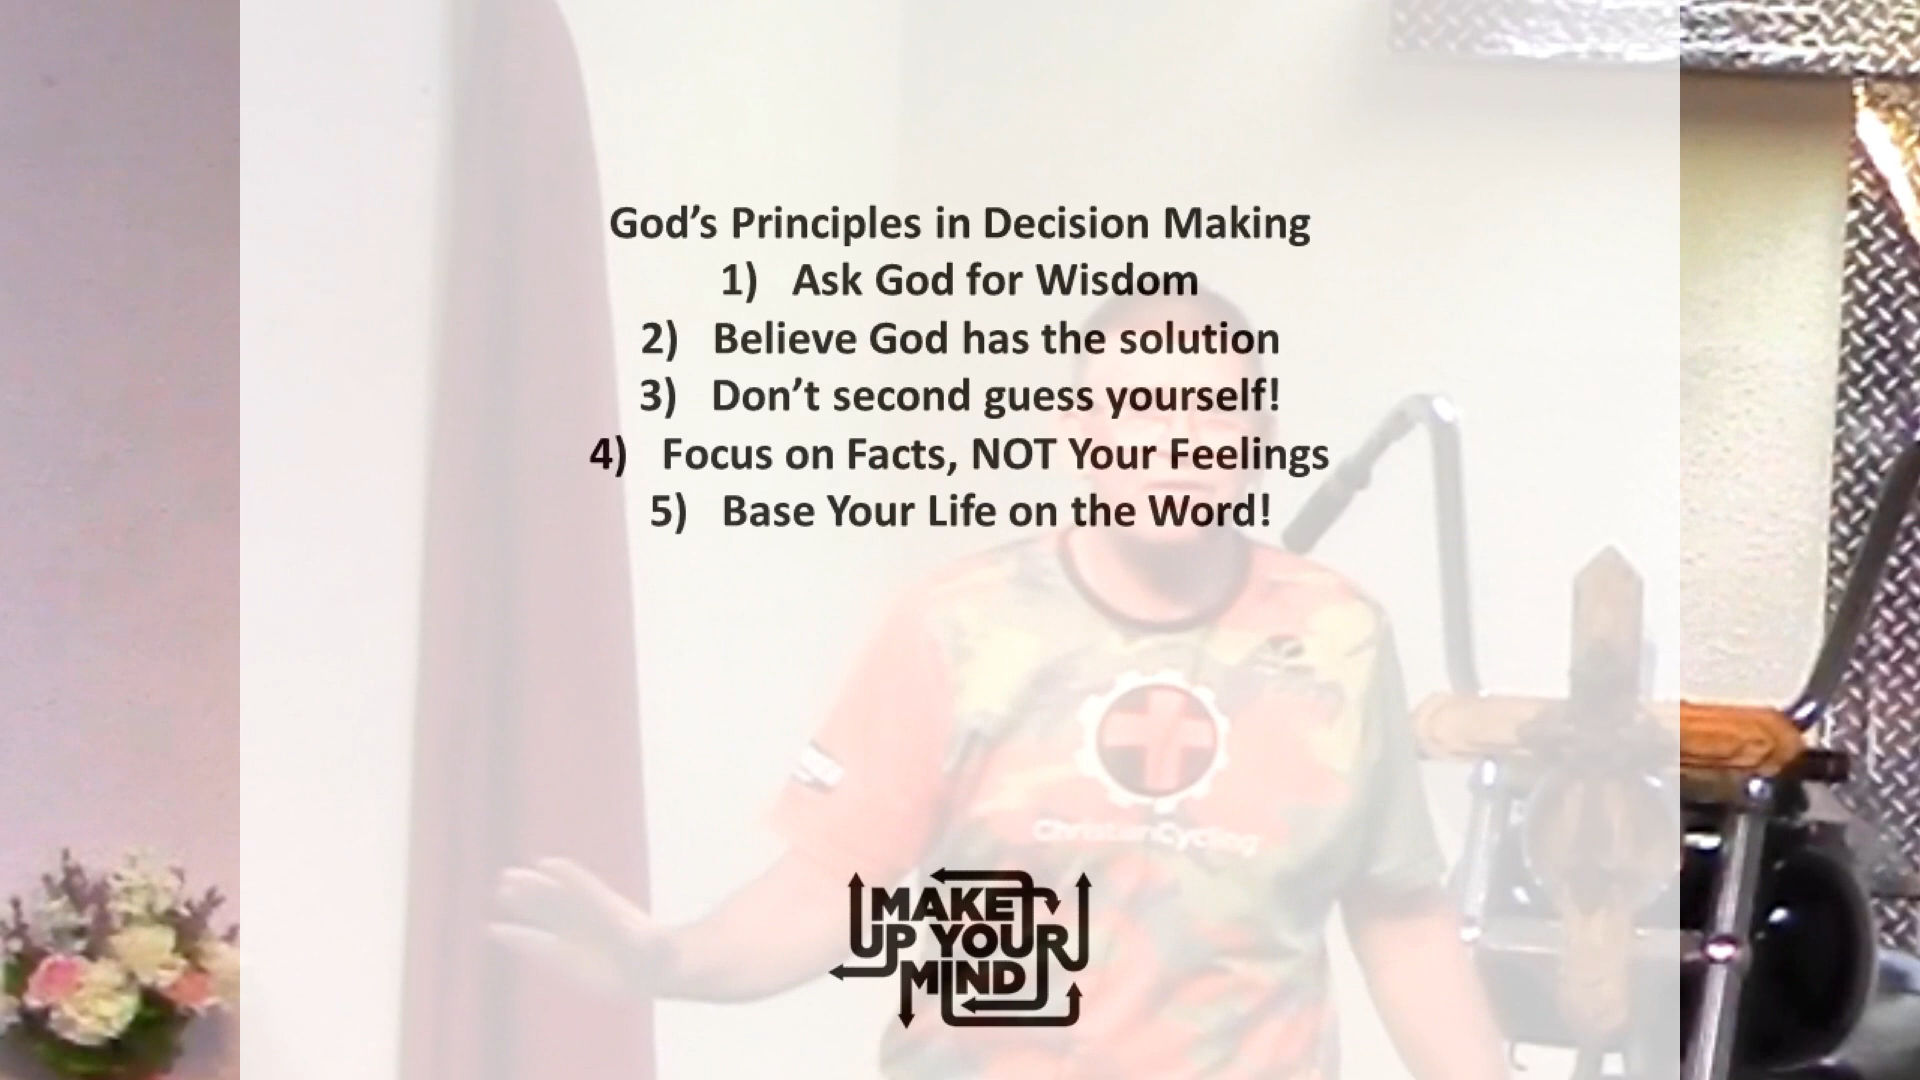 God’s Principles in Decision Making
1) Ask God for Wisdom
2) Believe God has the solution
3) Don’t second guess yourself!
4) Focus on Facts, NOT Your Feelings
5) Base Your Life on the Word!
ChristianCycling
MAKE
UP YOUR
MIND